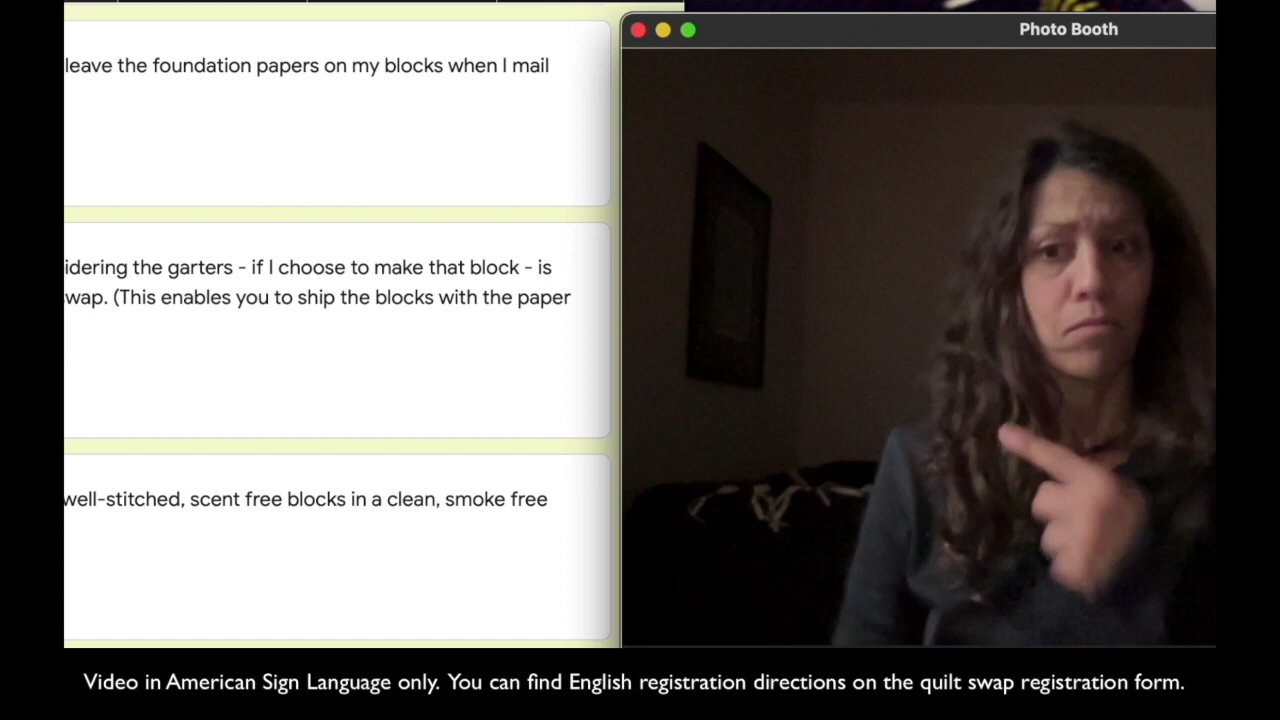 Photo Booth
leave the foundation papers on my blocks when I mail
idering the garters - if I choose to make that block - is
wap. (This enables you to ship the blocks with the paper
well-stitched, scent free blocks in a clean, smoke free
Video in American Sign Language only. You can find English registration directions on the quilt swap registration form.